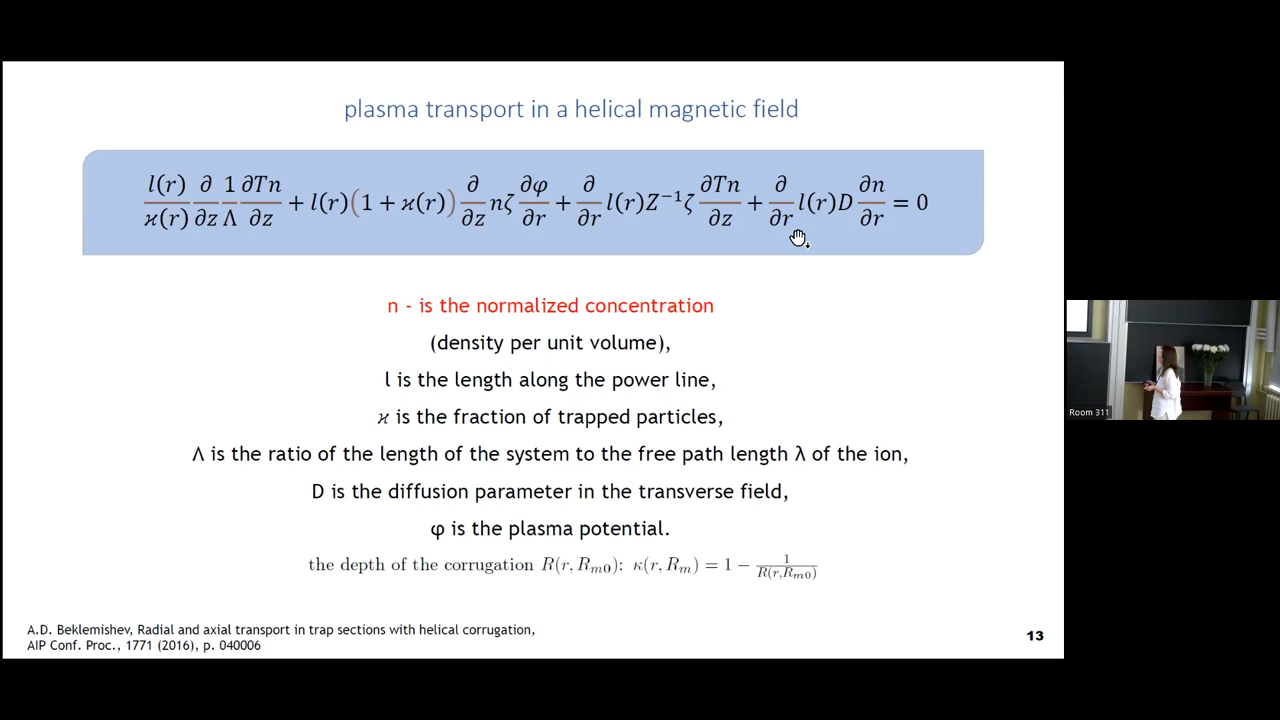 plasma transport in a helical magnetic field
l(r)/ϰ(r) ∂/∂z 1/Λ ∂Tn/∂z + l(r)(1 + ϰ(r)) ∂/∂z nζ ∂φ/∂r + ∂/∂r l(r)Z⁻¹ζ ∂Tn/∂z + ∂/∂r l(r)D ∂n/∂r = 0
n - is the normalized concentration
(density per unit volume),
l is the length along the power line,
ϰ is the fraction of trapped particles,
Λ is the ratio of the length of the system to the free path length λ of the ion,
D is the diffusion parameter in the transverse field,
φ is the plasma potential.
the depth of the corrugation R(r, Rₘ₀): κ(r, Rₘ) = 1 − 1/R(r,Rₘ₀)
A.D. Beklemishev, Radial and axial transport in trap sections with helical corrugation,
AIP Conf. Proc., 1771 (2016), p. 040006
13
Room 311